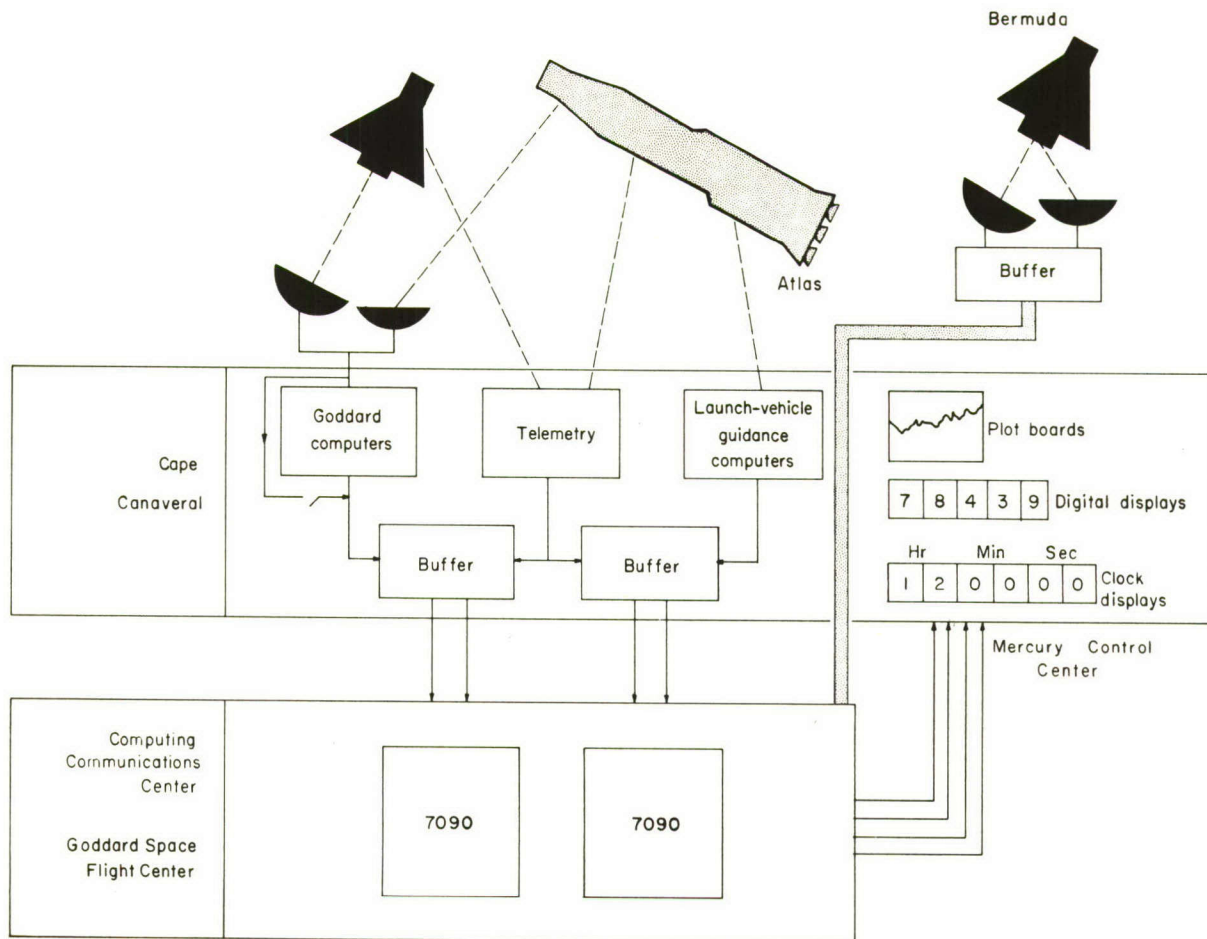 Bermuda
Atlas
Buffer
Cape
Canaveral
Goddard
computers
Telemetry
Launch-vehicle
guidance
computers
Plot boards
7 8 4 3 9 Digital displays
Hr Min Sec
1 2 0 0 0 0 Clock
displays
Buffer
Buffer
Mercury Control
Center
Computing
Communications
Center
Goddard Space
Flight Center
7090
7090